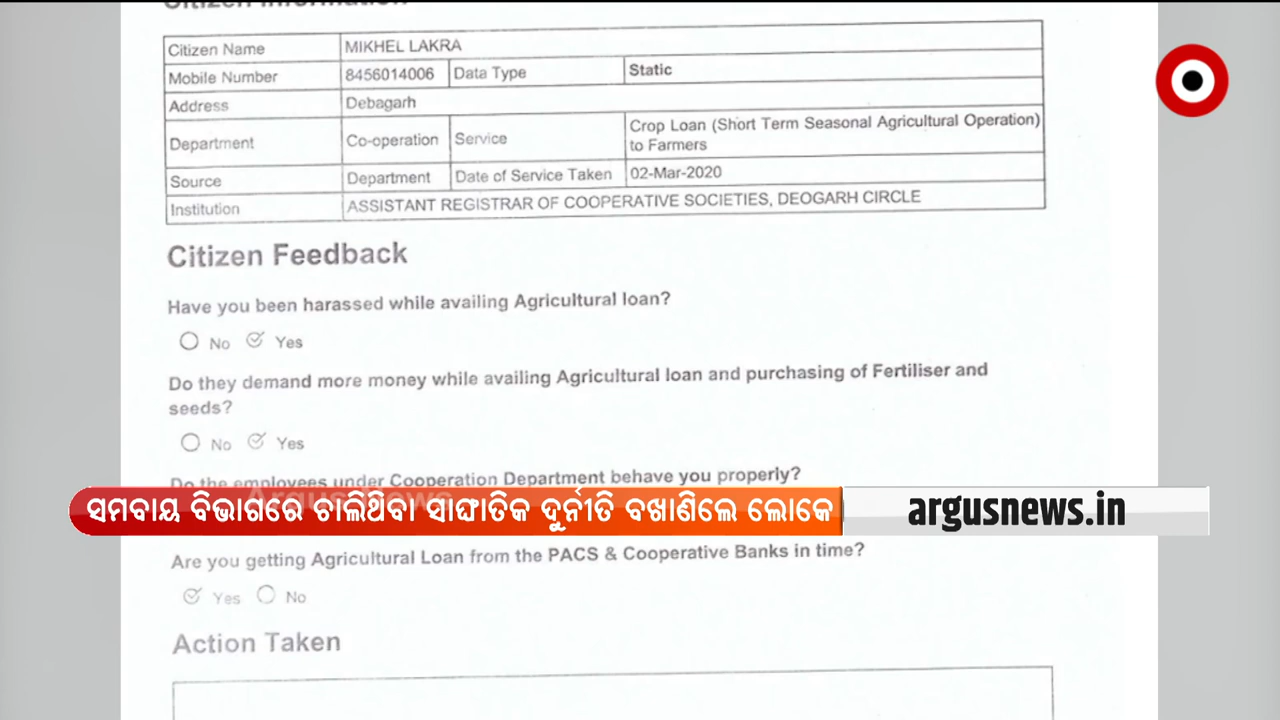 Citizen Information
Citizen Name MIKHEL LAKRA
Mobile Number 8456014006 Data Type Static
Address Debagarh
Department Co-operation Service Crop Loan (Short Term Seasonal Agricultural Operation) to Farmers
Source Department Date of Service Taken 02-Mar-2020
Institution ASSISTANT REGISTRAR OF COOPERATIVE SOCIETIES, DEOGARH CIRCLE
Citizen Feedback
Have you been harassed while availing Agricultural loan?
No Yes
Do they demand more money while availing Agricultural loan and purchasing of Fertiliser and
seeds?
No Yes
Do the employees under Cooperation Department behave you properly?
Argus News
ସମବାୟ ବିଭାଗରେ ଚାଲିଥିବା ସାଙ୍ଘାତିକ ଦୁର୍ନୀତି ବଖାଣିଲେ ଲୋକେ argusnews.in
Are you getting Agricultural Loan from the PACS & Cooperative Banks in time?
Yes No
Action Taken